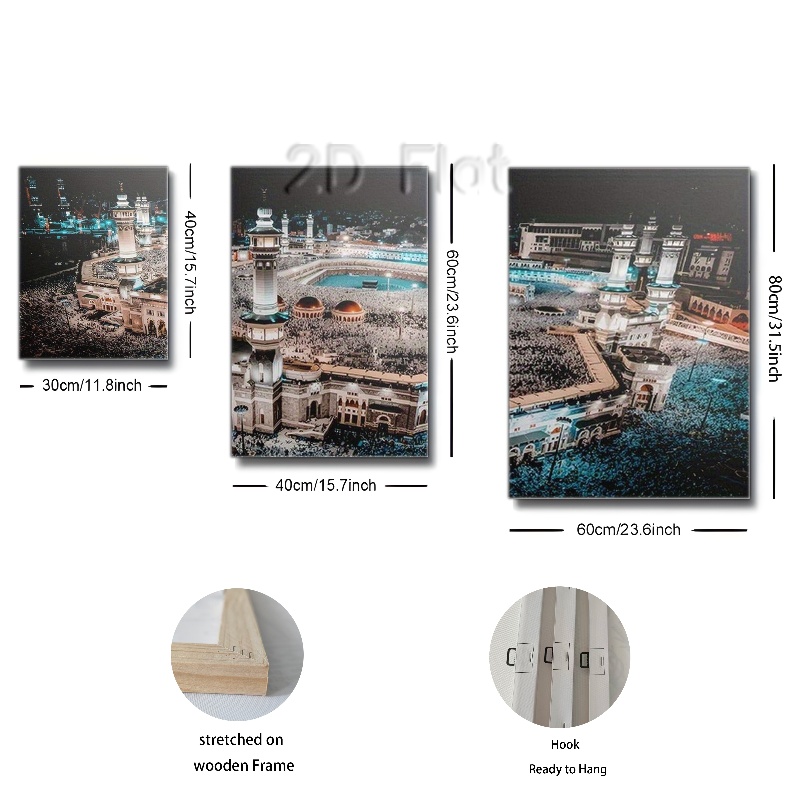 2D Flat
40cm/15.7inch
60cm/23.6inch
80cm/31.5inch
30cm/11.8inch
40cm/15.7inch
60cm/23.6inch
stretched on
wooden Frame
Hook
Ready to Hang